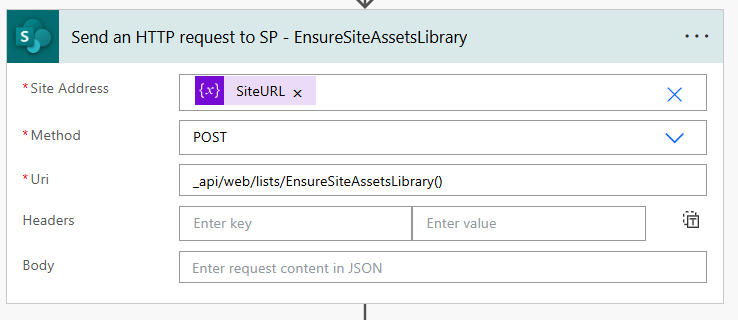 Send an HTTP request to SP - EnsureSiteAssetsLibrary
* Site Address {x} SiteURL ×
* Method POST
* Uri _api/web/lists/EnsureSiteAssetsLibrary()
Headers Enter key Enter value
Body Enter request content in JSON